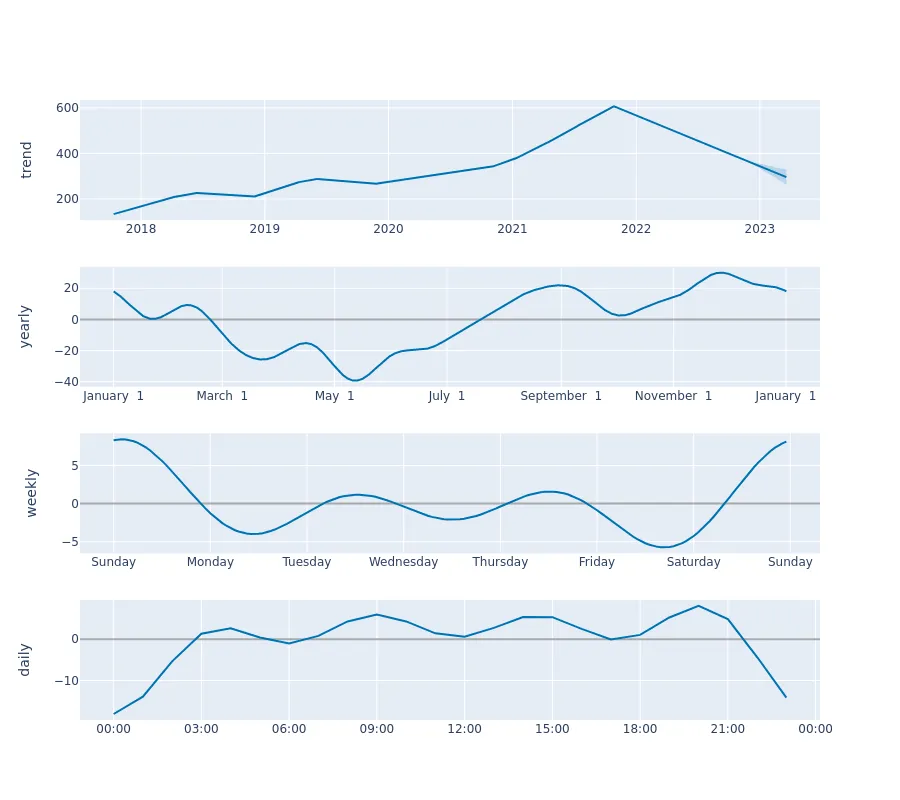 trend
600
400
200
2018 2019 2020 2021 2022 2023
yearly
20
0
−20
−40
January 1 March 1 May 1 July 1 September 1 November 1 January 1
weekly
5
0
−5
Sunday Monday Tuesday Wednesday Thursday Friday Saturday Sunday
daily
0
−10
00:00 03:00 06:00 09:00 12:00 15:00 18:00 21:00 00:00